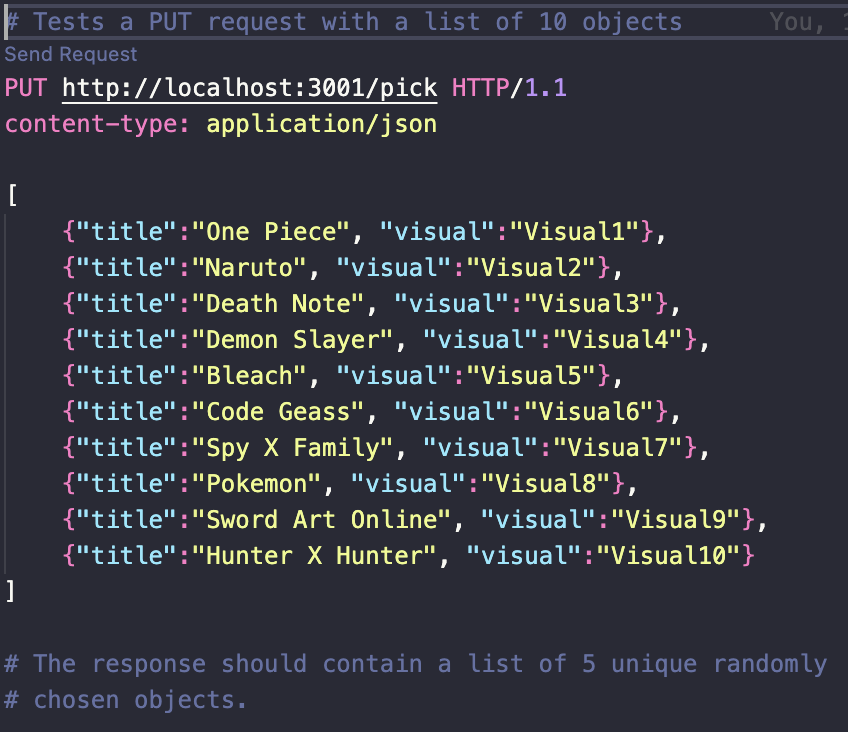 # Tests a PUT request with a list of 10 objects You,
Send Request
PUT http://localhost:3001/pick HTTP/1.1
content-type: application/json
[
{"title":"One Piece", "visual":"Visual1"},
{"title":"Naruto", "visual":"Visual2"},
{"title":"Death Note", "visual":"Visual3"},
{"title":"Demon Slayer", "visual":"Visual4"},
{"title":"Bleach", "visual":"Visual5"},
{"title":"Code Geass", "visual":"Visual6"},
{"title":"Spy X Family", "visual":"Visual7"},
{"title":"Pokemon", "visual":"Visual8"},
{"title":"Sword Art Online", "visual":"Visual9"},
{"title":"Hunter X Hunter", "visual":"Visual10"}
]
# The response should contain a list of 5 unique randomly
# chosen objects.